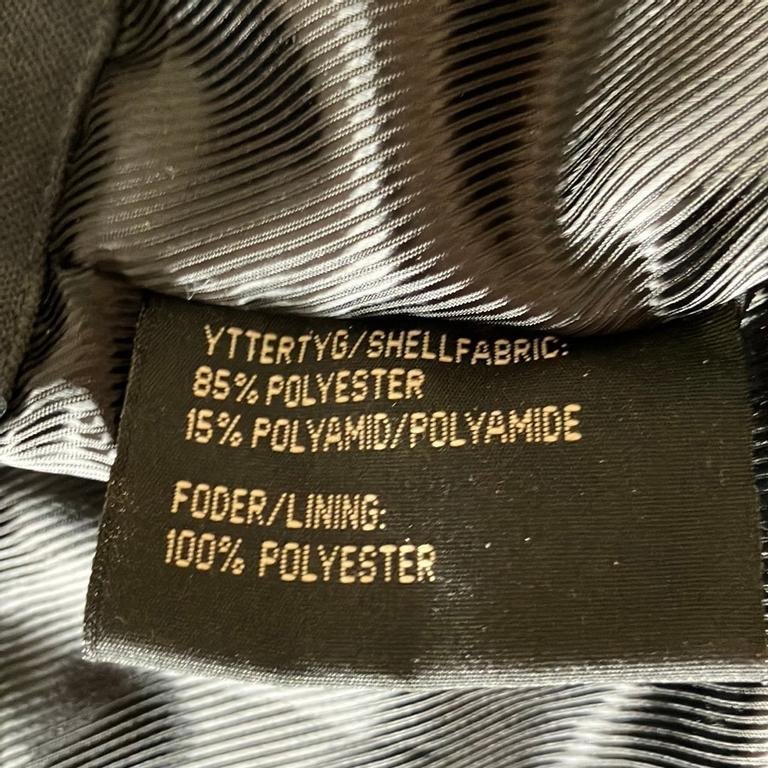 YTTERTYG/SHELLFABRIC:
85% POLYESTER
15% POLYAMID/POLYAMIDE
FODER/LINING:
100% POLYESTER